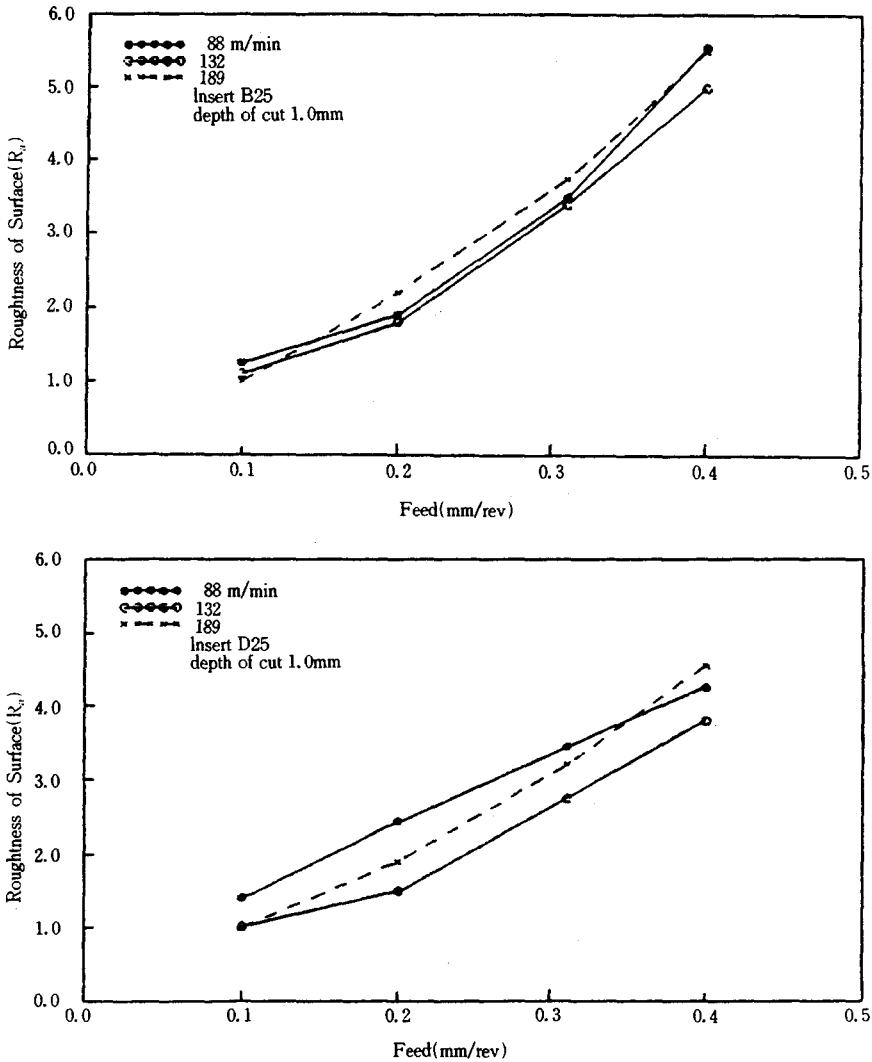 6.0
88 m/min
132
189
Insert B25
depth of cut 1.0mm
5.0
4.0
3.0
2.0
1.0
0.0
Roughtness of Surface(Ra)
0.0 0.1 0.2 0.3 0.4 0.5
Feed(mm/rev)
6.0
88 m/min
132
189
Insert D25
depth of cut 1.0mm
5.0
4.0
3.0
2.0
1.0
0.0
Roughtness of Surface(Ra)
0.0 0.1 0.2 0.3 0.4 0.5
Feed(mm/rev)